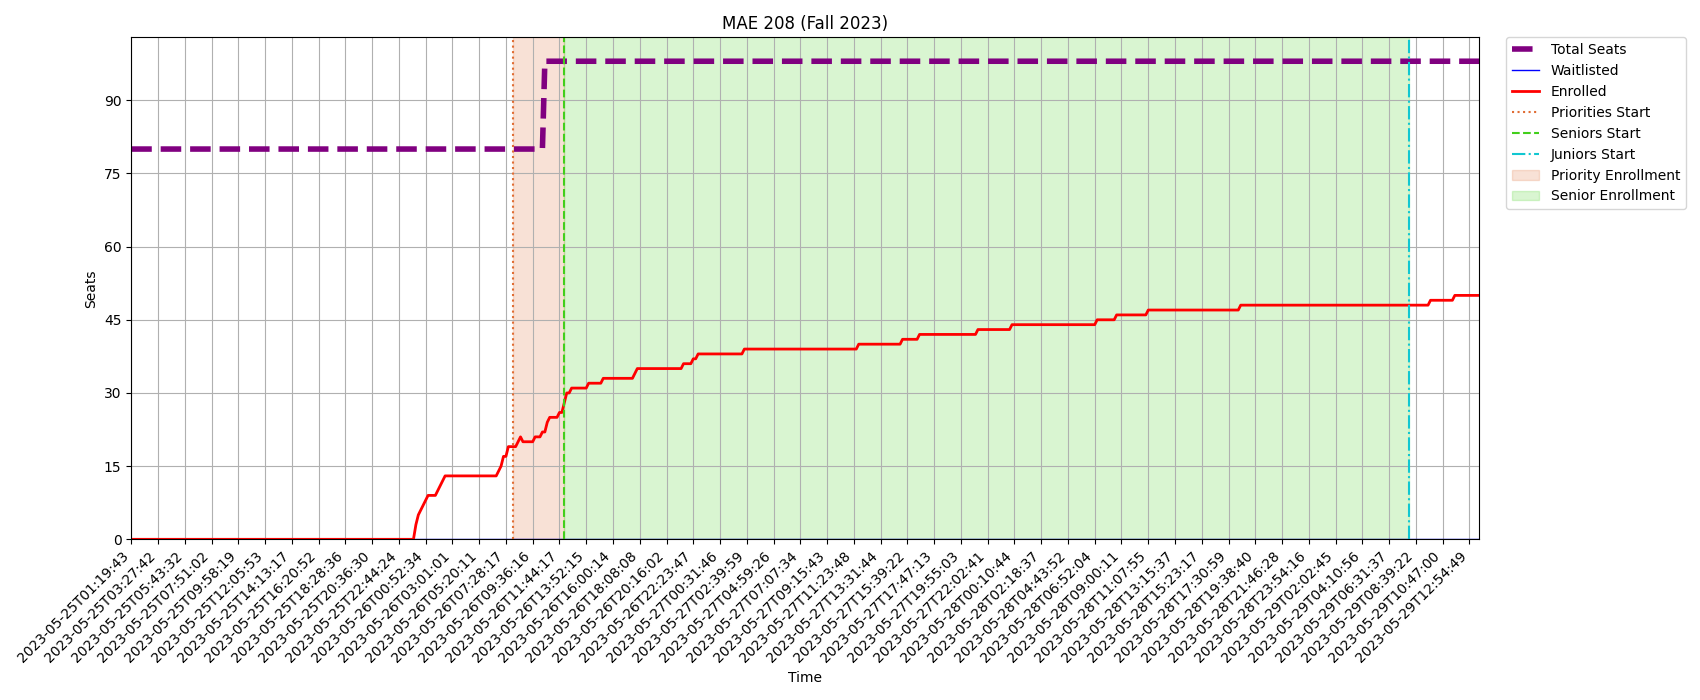 MAE 208 (Fall 2023)
Total Seats
Waitlisted
Enrolled
Priorities Start
Seniors Start
Juniors Start
Priority Enrollment
Senior Enrollment
Seats
90
75
60
45
30
15
0
2023-05-25T01:19:43
2023-05-25T03:27:42
2023-05-25T05:43:32
2023-05-25T07:51:02
2023-05-25T09:58:19
2023-05-25T12:05:53
2023-05-25T14:13:17
2023-05-25T16:20:52
2023-05-25T18:28:36
2023-05-25T20:36:30
2023-05-25T22:44:24
2023-05-26T00:52:34
2023-05-26T03:01:01
2023-05-26T05:20:11
2023-05-26T07:28:17
2023-05-26T09:36:16
2023-05-26T11:44:17
2023-05-26T13:52:15
2023-05-26T16:00:14
2023-05-26T18:08:08
2023-05-26T20:16:02
2023-05-26T22:23:47
2023-05-27T00:31:46
2023-05-27T02:39:59
2023-05-27T04:59:26
2023-05-27T07:07:34
2023-05-27T09:15:43
2023-05-27T11:23:48
2023-05-27T13:31:44
2023-05-27T15:39:22
2023-05-27T17:47:13
2023-05-27T19:55:03
2023-05-27T22:02:41
2023-05-28T00:10:44
2023-05-28T02:18:37
2023-05-28T04:43:52
2023-05-28T06:52:04
2023-05-28T09:00:11
2023-05-28T11:07:55
2023-05-28T13:15:37
2023-05-28T15:23:17
2023-05-28T17:30:59
2023-05-28T19:38:40
2023-05-28T21:46:28
2023-05-28T23:54:16
2023-05-29T02:02:45
2023-05-29T04:10:56
2023-05-29T06:31:37
2023-05-29T08:39:22
2023-05-29T10:47:00
2023-05-29T12:54:49
Time